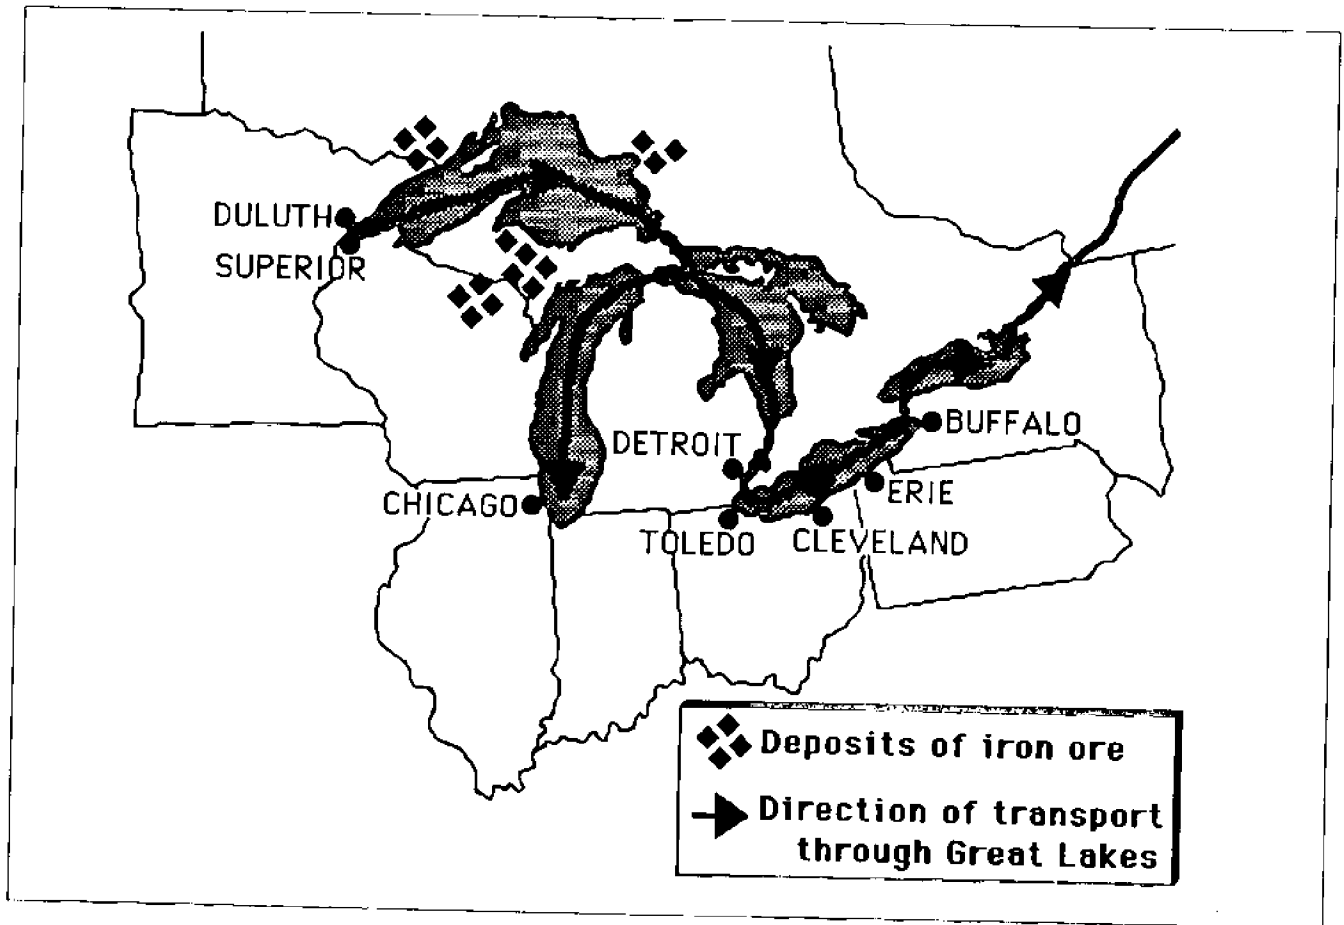 DULUTH
SUPERIOR
DETROIT
BUFFALO
CHICAGO
ERIE
TOLEDO
CLEVELAND
Deposits of iron ore
Direction of transport
through Great Lakes